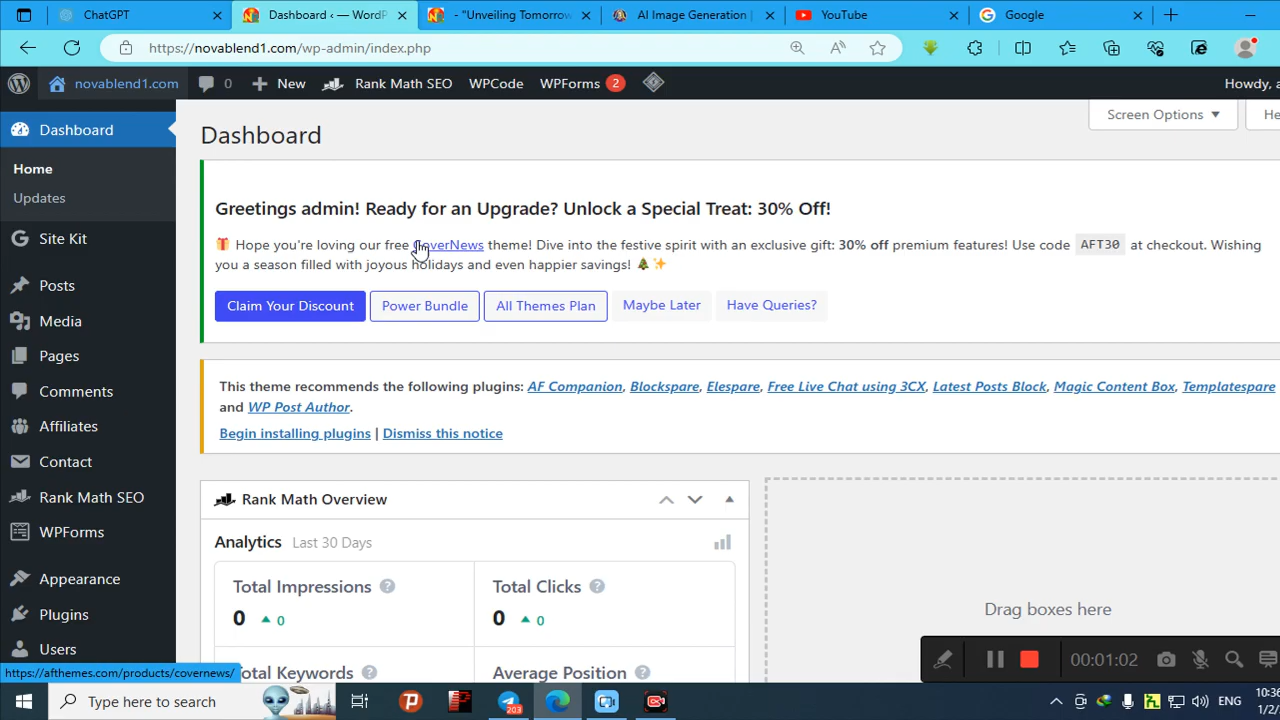 ChatGPT
Dashboard ‹ — WordP
- "Unveiling Tomorrow
AI Image Generation |
YouTube
Google
https://novablend1.com/wp-admin/index.php
novablend1.com
0
New
Rank Math SEO
WPCode
WPForms 2
Howdy, a
Dashboard
Home
Updates
Site Kit
Posts
Media
Pages
Comments
Affiliates
Contact
Rank Math SEO
WPForms
Appearance
Plugins
Users
Screen Options
He
Dashboard
Greetings admin! Ready for an Upgrade? Unlock a Special Treat: 30% Off!
Hope you're loving our free CoverNews theme! Dive into the festive spirit with an exclusive gift: 30% off premium features! Use code AFT30 at checkout. Wishing
you a season filled with joyous holidays and even happier savings!
Claim Your Discount
Power Bundle
All Themes Plan
Maybe Later
Have Queries?
This theme recommends the following plugins: AF Companion, Blockspare, Elespare, Free Live Chat using 3CX, Latest Posts Block, Magic Content Box, Templatespare
and WP Post Author.
Begin installing plugins | Dismiss this notice
Rank Math Overview
Analytics Last 30 Days
Total Impressions
0 0
Total Clicks
0 0
Total Keywords
Average Position
Drag boxes here
https://afthemes.com/products/covernews/
00:01:02
Type here to search
203
ENG
10:36
1/2/